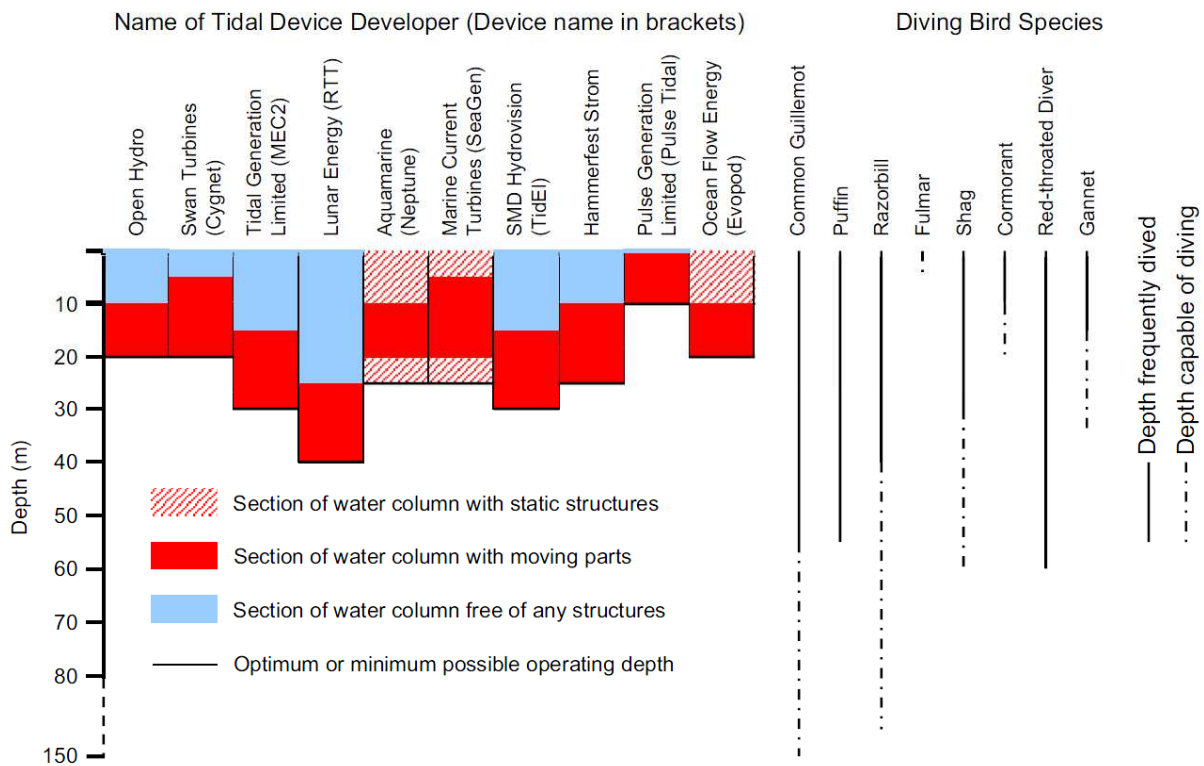 Name of Tidal Device Developer (Device name in brackets)
Diving Bird Species
Open Hydro
Swan Turbines
(Cygnet)
Tidal Generation
Limited (MEC2)
Lunar Energy (RTT)
Aquamarine
(Neptune)
Marine Current
Turbines (SeaGen)
SMD Hydrovision
(TidEl)
Hammerfest Strom
Pulse Generation
Limited (Pulse Tidal)
Ocean Flow Energy
(Evopod)
Common Guillemot
Puffin
Razorbill
Fulmar
Shag
Cormorant
Red-throated Diver
Gannet
Depth frequently dived
Depth capable of diving
Depth (m)
10
20
30
40
50
60
70
80
150
Section of water column with static structures
Section of water column with moving parts
Section of water column free of any structures
Optimum or minimum possible operating depth